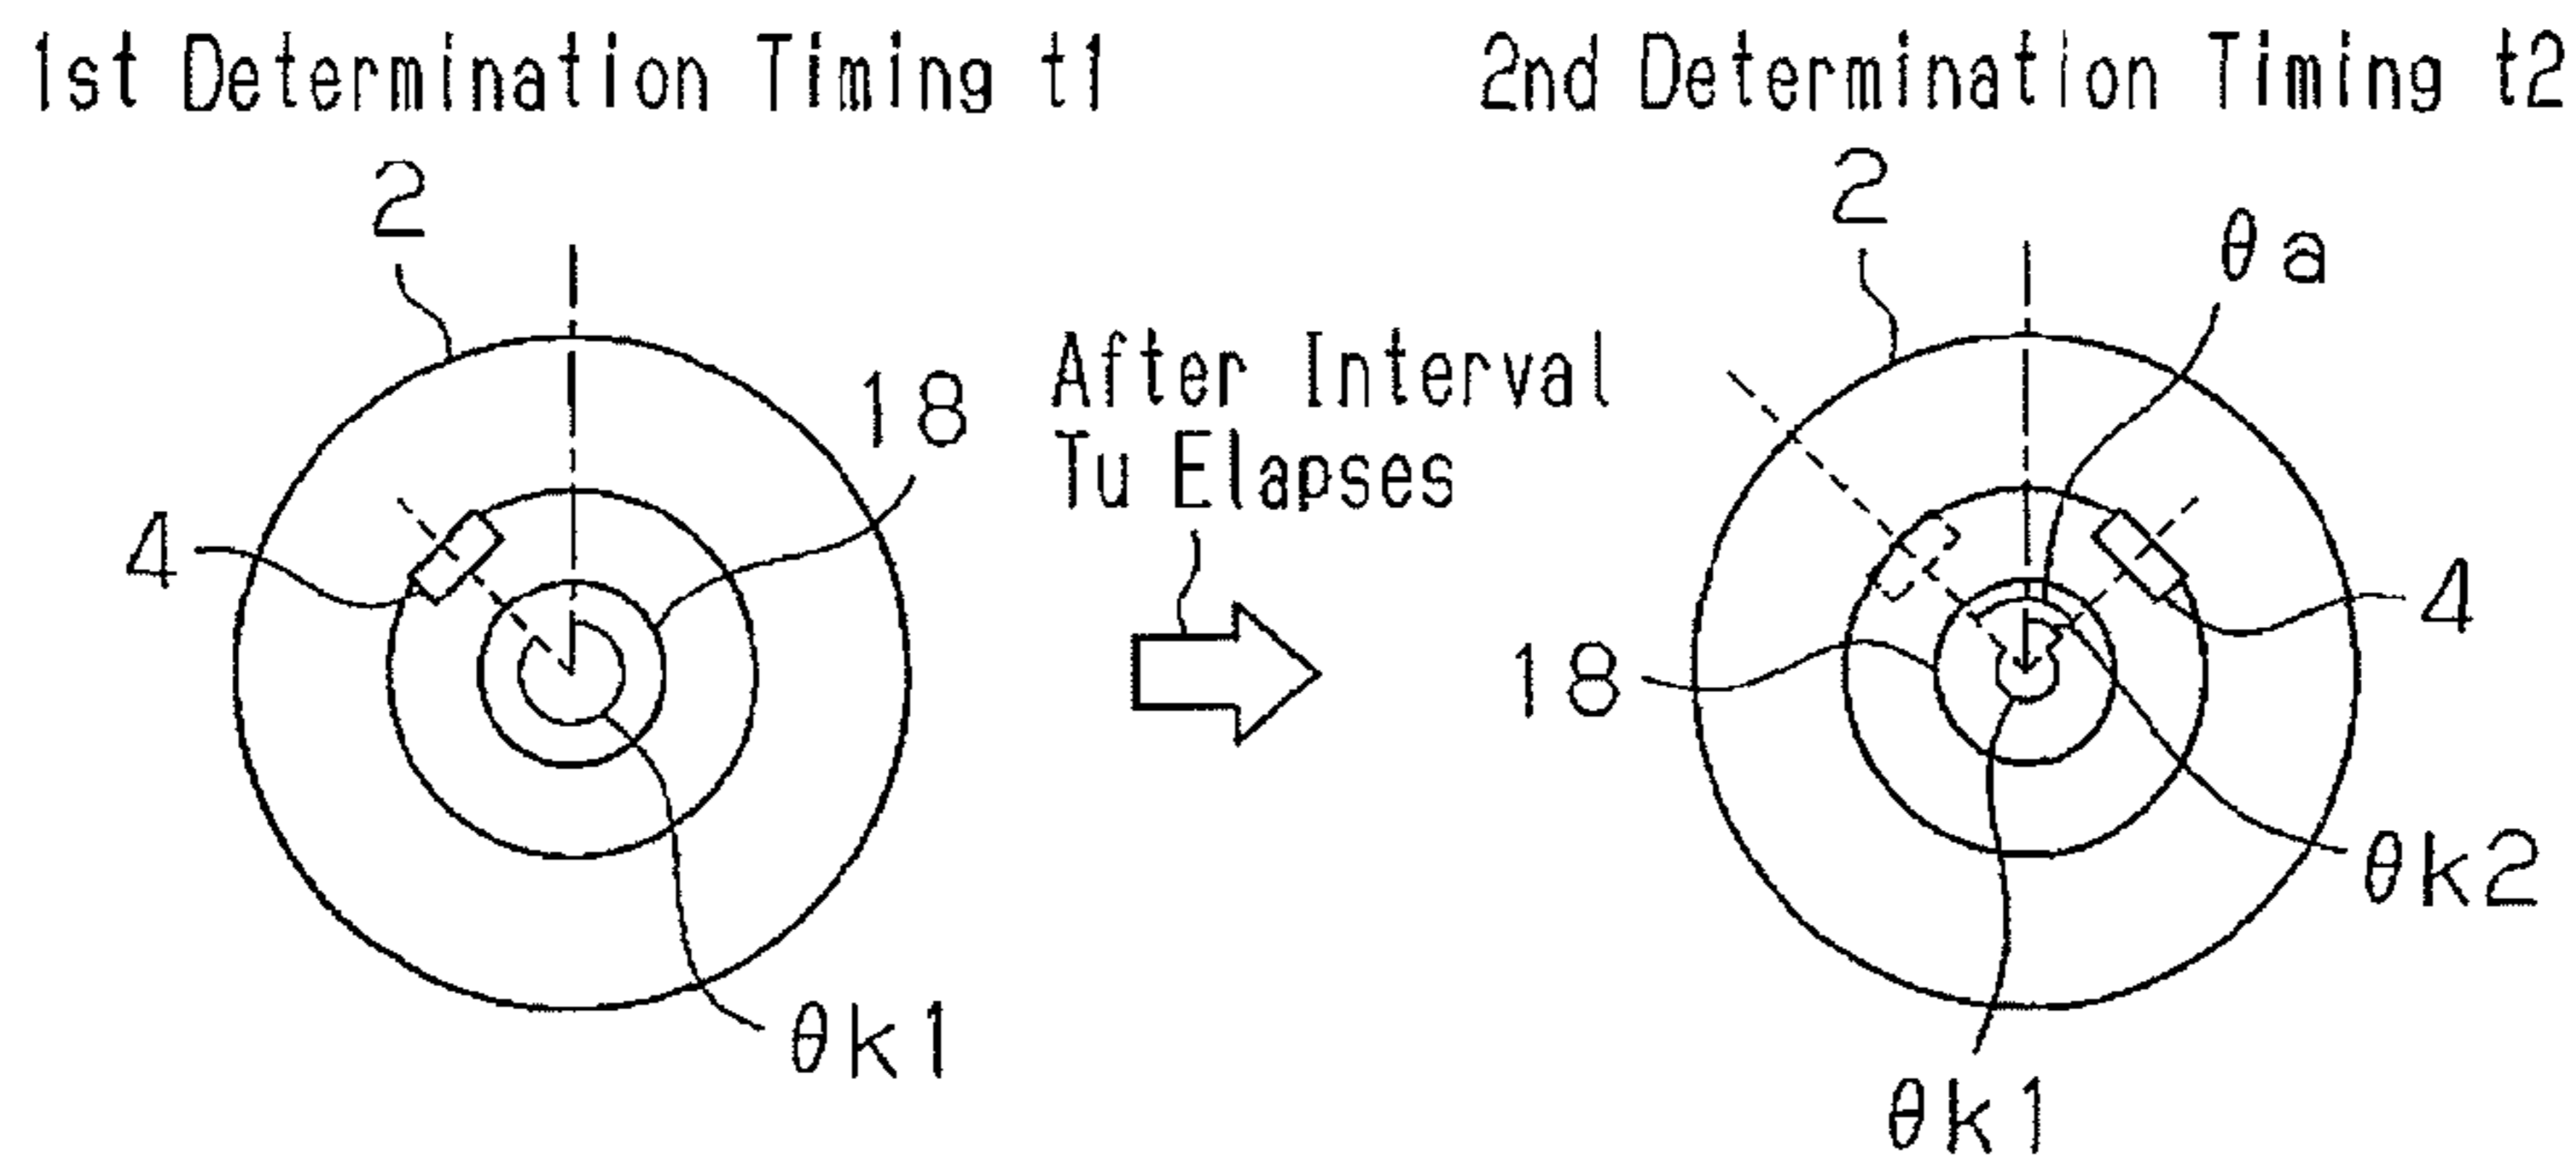 1st Determination Timing t1
2nd Determination Timing t2
2
2
θa
18
After Interval
Tu Elapses
4
4
18
θk2
θk1
θk1